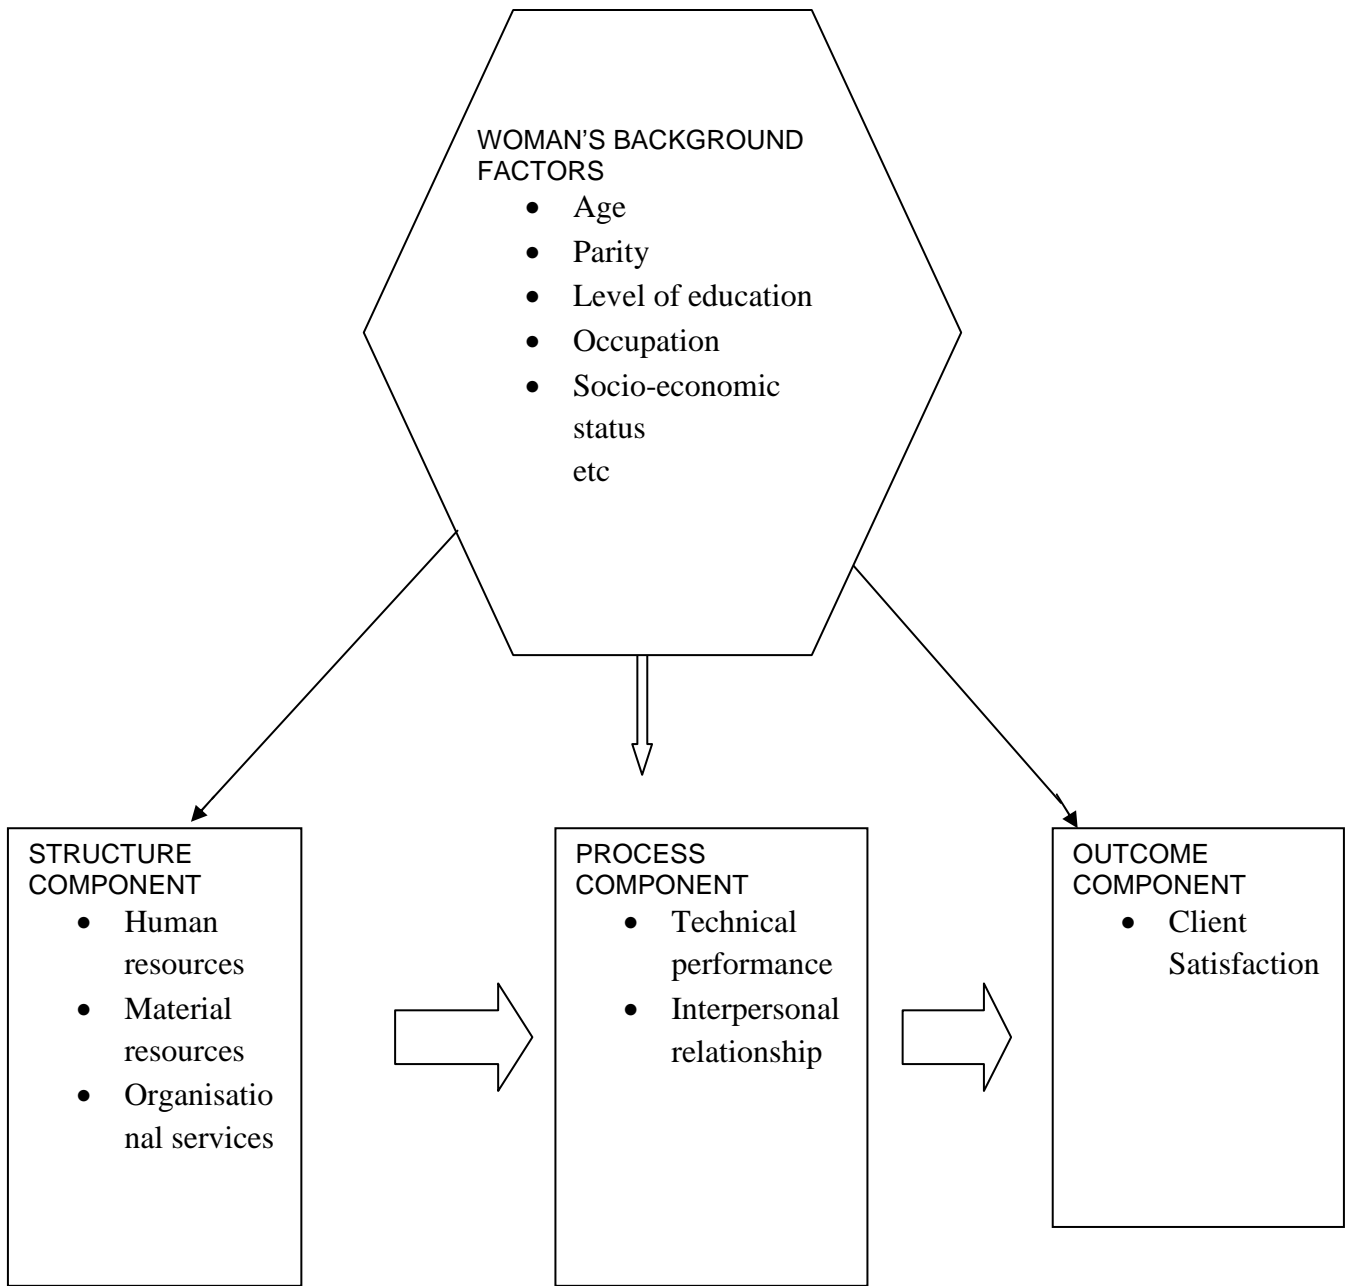 WOMAN'S BACKGROUND
FACTORS
• Age
• Parity
• Level of education
• Occupation
• Socio-economic
status
etc
STRUCTURE
COMPONENT
• Human
resources
• Material
resources
• Organisatio
nal services
PROCESS
COMPONENT
• Technical
performance
• Interpersonal
relationship
OUTCOME
COMPONENT
• Client
Satisfaction